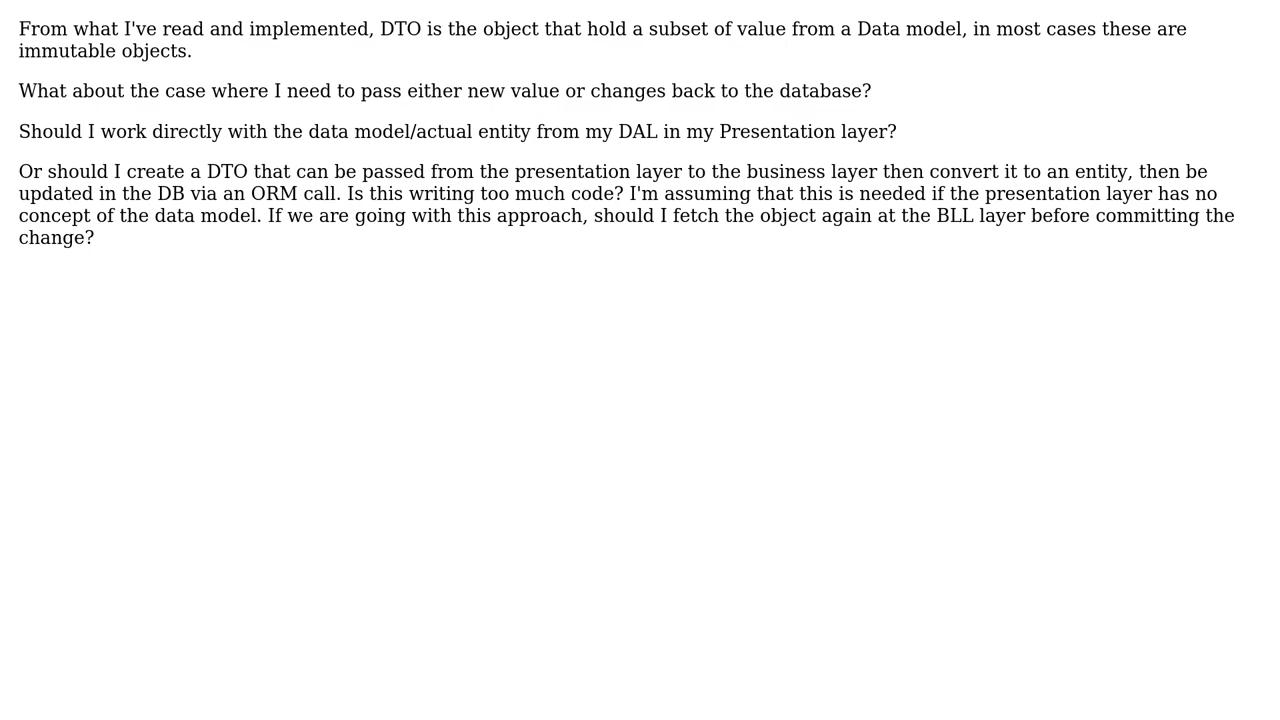 From what I've read and implemented, DTO is the object that hold a subset of value from a Data model, in most cases these are
immutable objects.
What about the case where I need to pass either new value or changes back to the database?
Should I work directly with the data model/actual entity from my DAL in my Presentation layer?
Or should I create a DTO that can be passed from the presentation layer to the business layer then convert it to an entity, then be
updated in the DB via an ORM call. Is this writing too much code? I'm assuming that this is needed if the presentation layer has no
concept of the data model. If we are going with this approach, should I fetch the object again at the BLL layer before committing the
change?